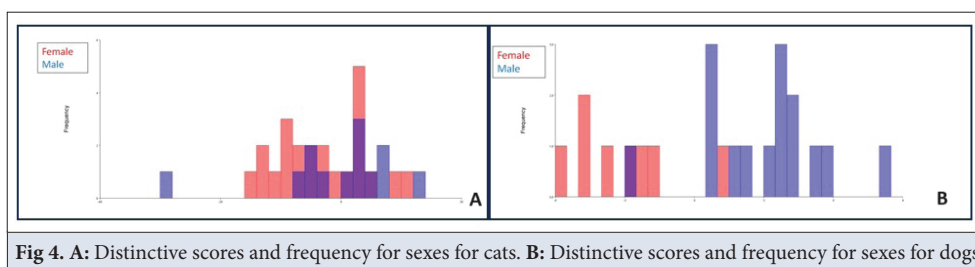 Female
Male
Frequency
A
Female
Male
Frequency
B
Fig 4. A: Distinctive scores and frequency for sexes for cats. B: Distinctive scores and frequency for sexes for dogs